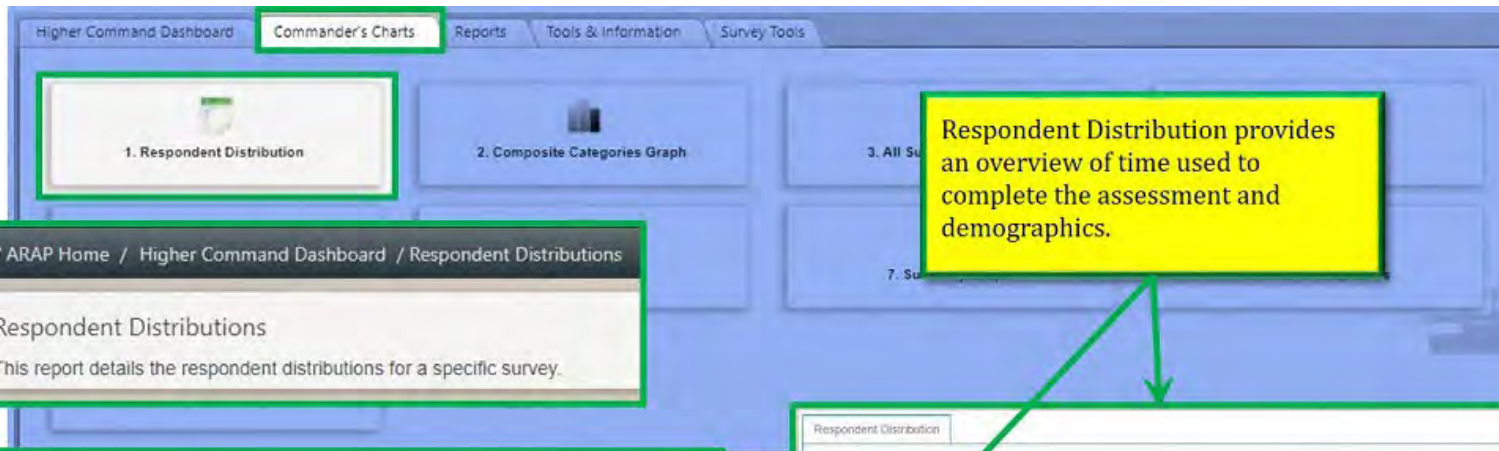 Higher Command Dashboard
Commander's Charts
Reports
Tools & Information
Survey Tools
1. Respondent Distribution
2. Composite Categories Graph
3. All Su
Respondent Distribution provides
an overview of time used to
complete the assessment and
demographics.
7. Su
/ ARAP Home / Higher Command Dashboard / Respondent Distributions
Respondent Distributions
This report details the respondent distributions for a specific survey.
Respondent Distribution